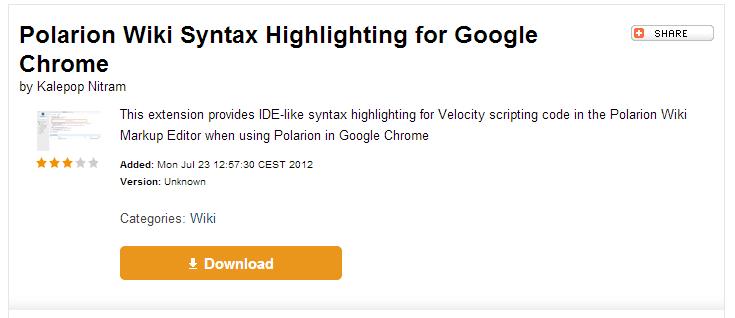 Polarion Wiki Syntax Highlighting for Google
Chrome
SHARE
by Kalepop Nitram
This extension provides IDE-like syntax highlighting for Velocity scripting code in the Polarion Wiki
Markup Editor when using Polarion in Google Chrome
Added: Mon Jul 23 12:57:30 CEST 2012
Version: Unknown
Categories: Wiki
Download